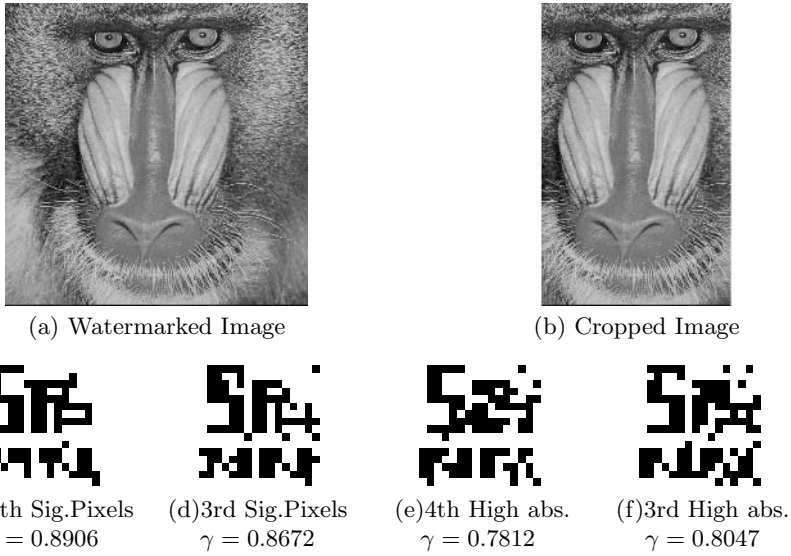 (a) Watermarked Image
(b) Cropped Image
th Sig.Pixels
(d)3rd Sig.Pixels
(e)4th High abs.
(f)3rd High abs.
= 0.8906
γ = 0.8672
γ = 0.7812
γ = 0.8047